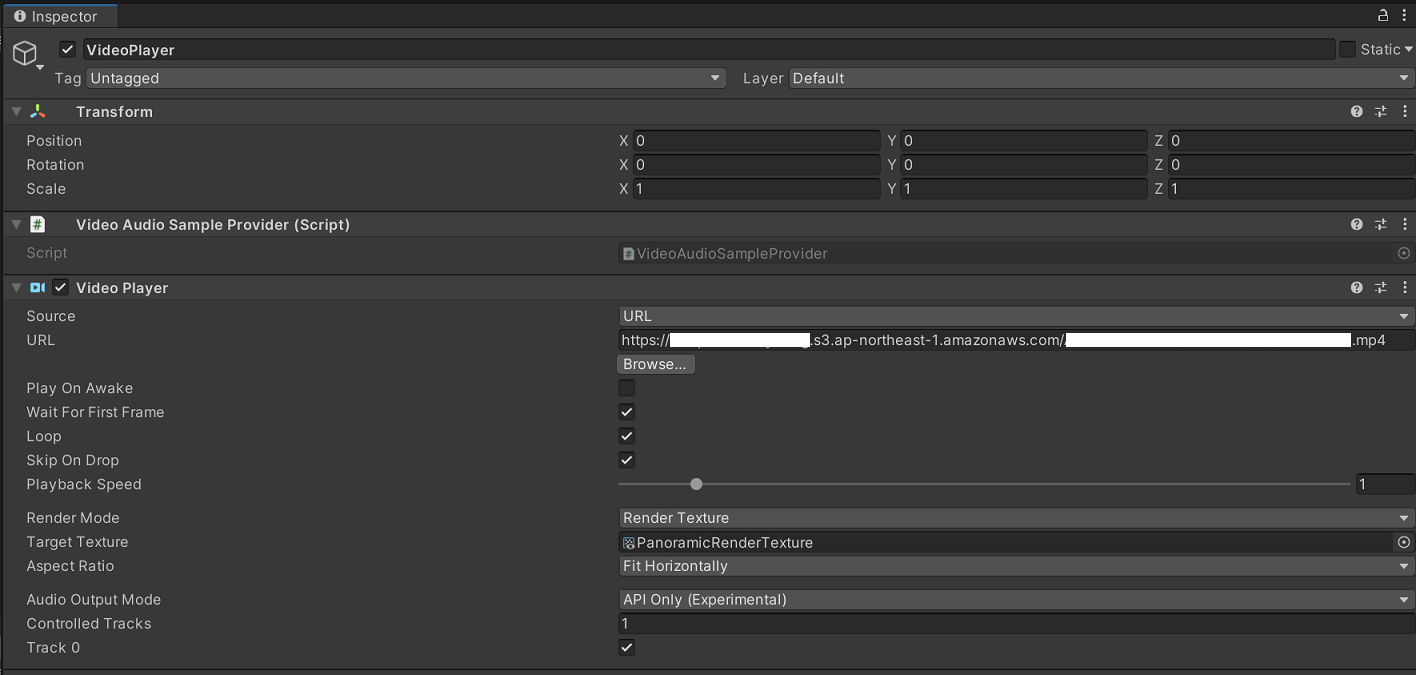 Inspector
VideoPlayer Static
Tag Untagged Layer Default
Transform
Position X 0 Y 0 Z 0
Rotation X 0 Y 0 Z 0
Scale X 1 Y 1 Z 1
# Video Audio Sample Provider (Script)
Script # VideoAudioSampleProvider
Video Player
Source URL
URL https:// .s3.ap-northeast-1.amazonaws.com/ .mp4
Browse...
Play On Awake
Wait For First Frame
Loop
Skip On Drop
Playback Speed 1
Render Mode Render Texture
Target Texture PanoramicRenderTexture
Aspect Ratio Fit Horizontally
Audio Output Mode API Only (Experimental)
Controlled Tracks 1
Track 0